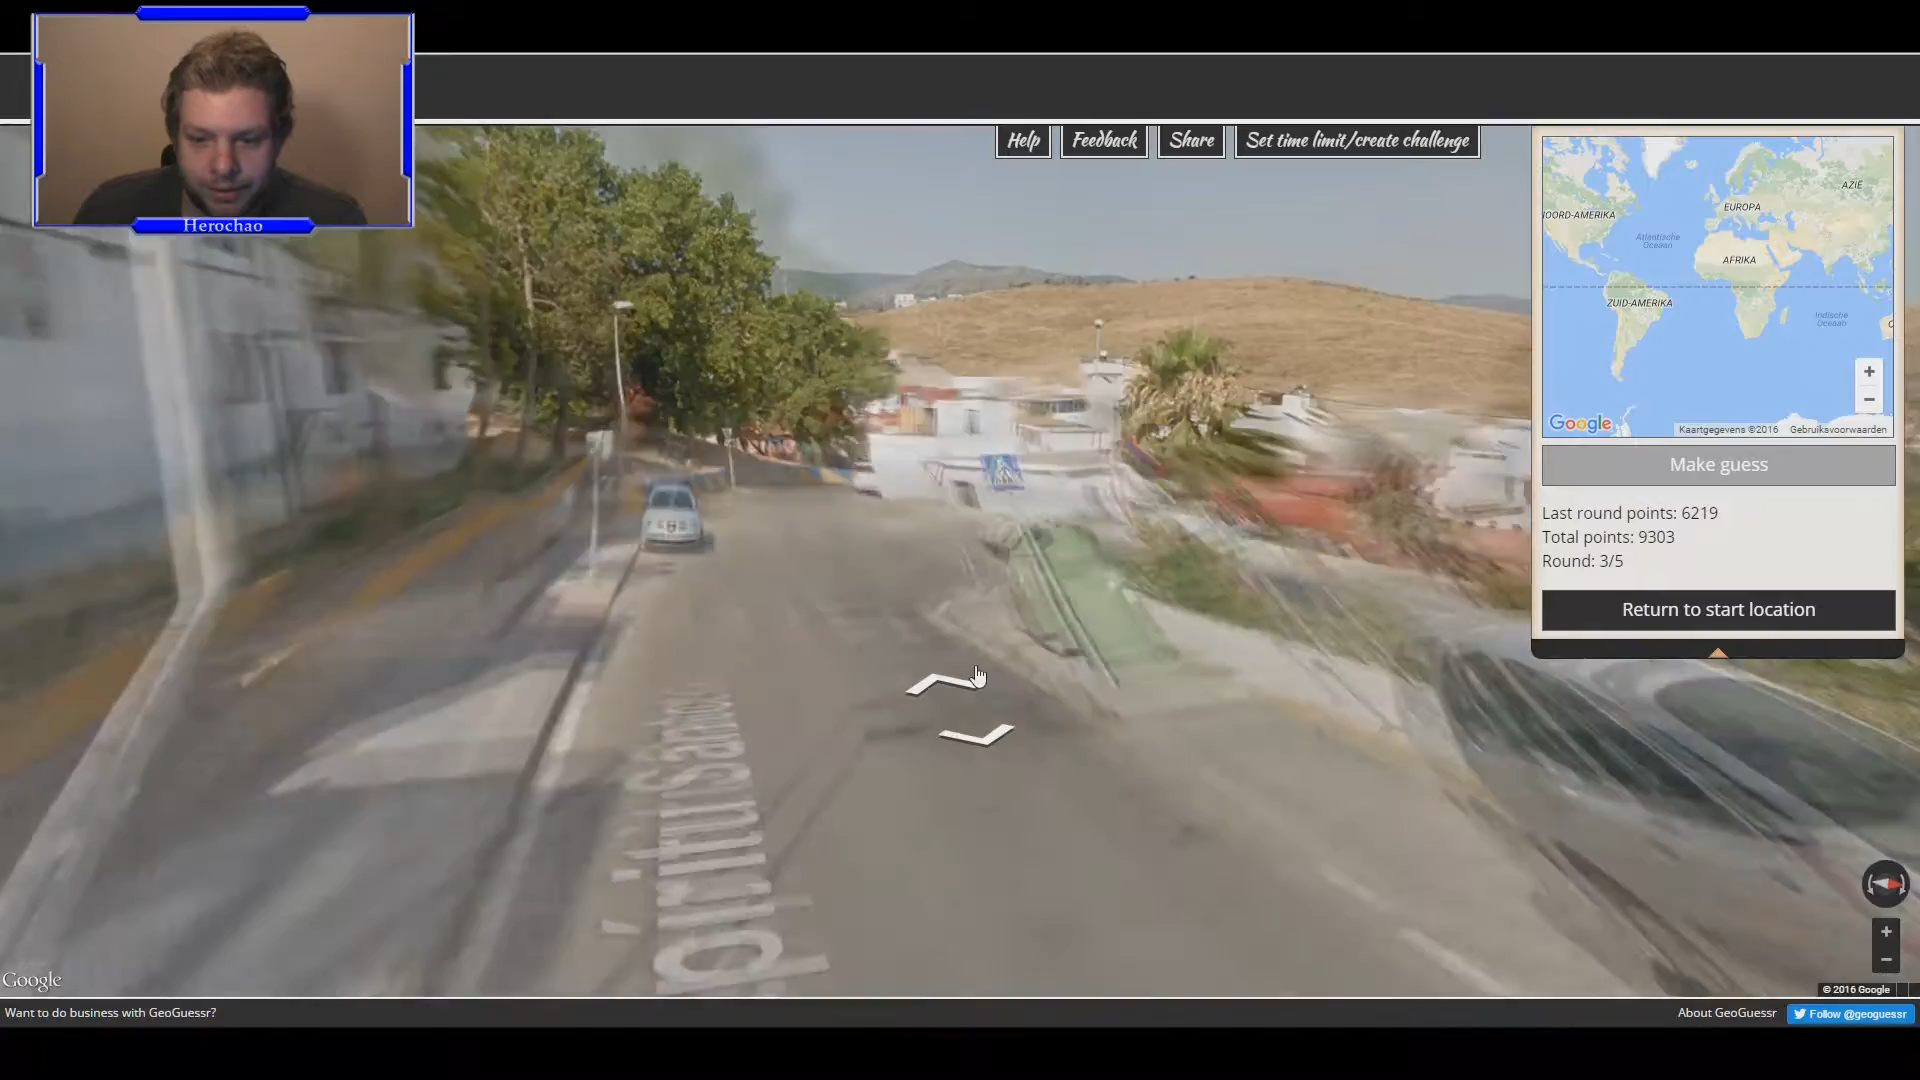 Herochao
Help
Feedback
Share
Set time limit/create challenge
AZIË
EUROPA
NOORD-AMERIKA
Atlantische
Oceaan
AFRIKA
ZUID-AMERIKA
Indische
Oceaan
Google
Kaartgegevens ©2016 Gebruiksvoorwaarden
Make guess
Last round points: 6219
Total points: 9303
Round: 3/5
Return to start location
Google
© 2016 Google
Want to do business with GeoGuessr?
About GeoGuessr
Follow @geoguessr